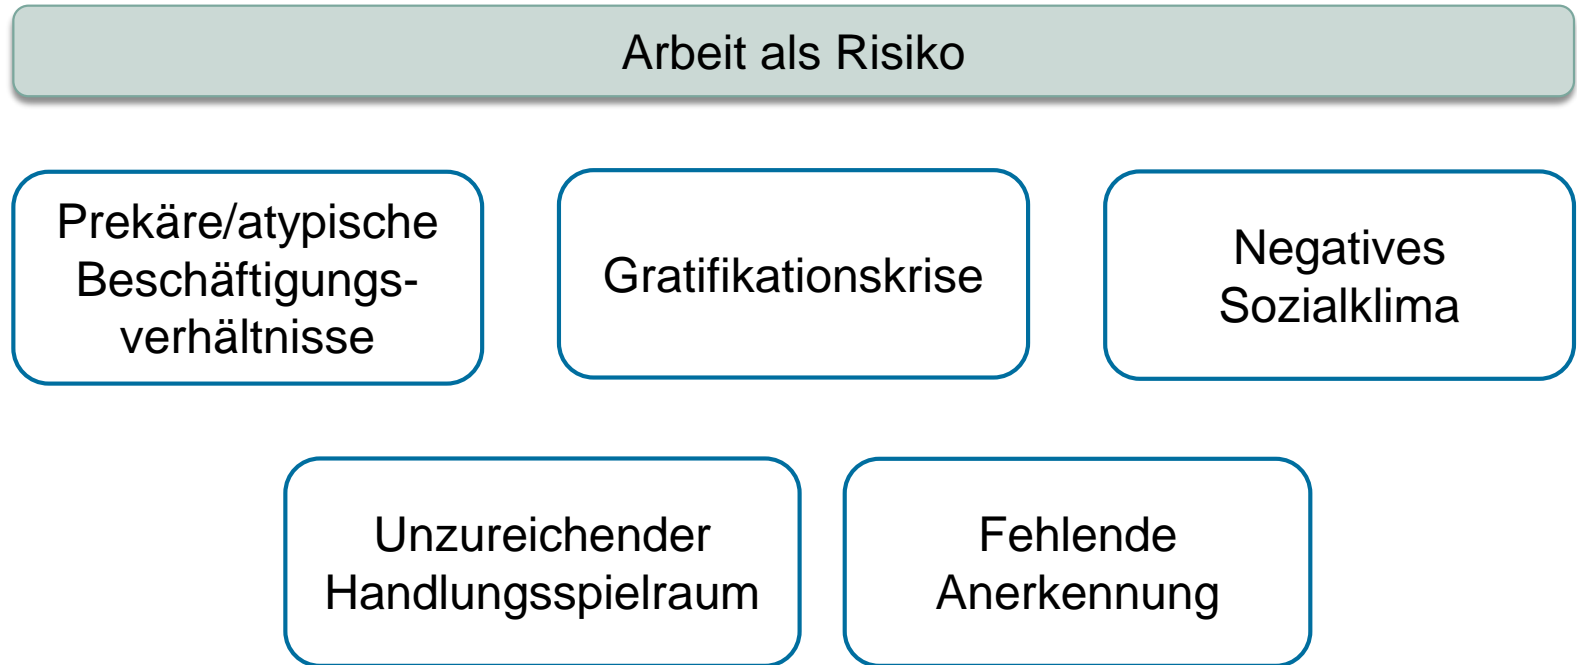 Arbeit als Risiko
Prekäre/atypische
Beschäftigungs-
verhältnisse
Gratifikationskrise
Negatives
Sozialklima
Unzureichender
Handlungsspielraum
Fehlende
Anerkennung